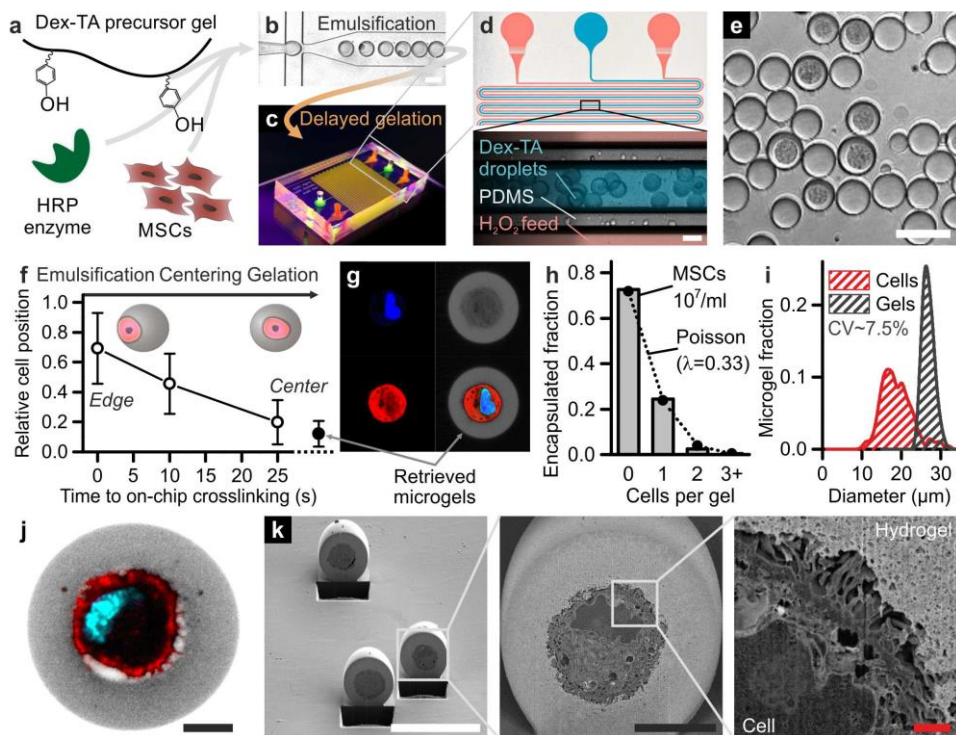 a
Dex-TA precursor gel
OH
OH
HRP
enzyme
MSCs
b
Emulsification
c
Delayed gelation
d
Dex-TA
droplets
PDMS
H₂O₂ feed
e
f
Emulsification Centering Gelation
Relative cell position
1.0
0.8
0.6
0.4
0.2
0
Edge
Center
0
5
10
15
20
25
Time to on-chip crosslinking (s)
g
Retrieved
microgels
h
Encapsulated fraction
0.8
0.6
0.4
0.2
0.0
MSCs
10⁷/ml
Poisson
(λ=0.33)
0
1
2
3+
Cells per gel
i
Cells
Gels
CV~7.5%
Microgel fraction
0.2
0.1
0.0
0
10
20
30
Diameter (µm)
j
k
Hydrogel
Cell